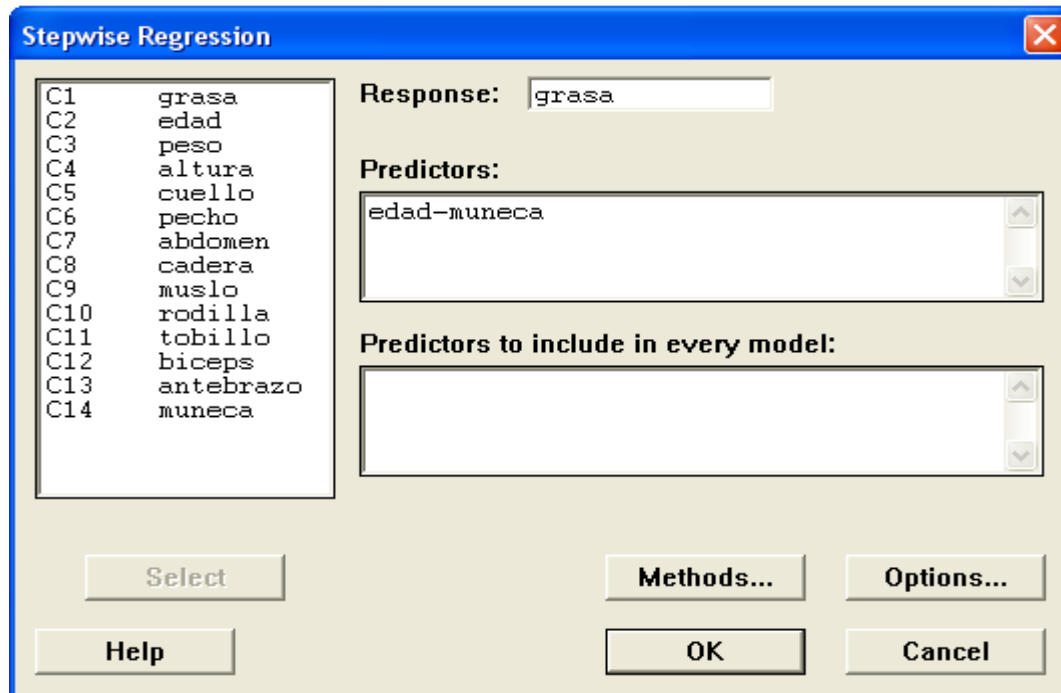 Stepwise Regression
C1 grasa
C2 edad
C3 peso
C4 altura
C5 cuello
C6 pecho
C7 abdomen
C8 cadera
C9 muslo
C10 rodilla
C11 tobillo
C12 biceps
C13 antebrazo
C14 muneca
Response: grasa
Predictors:
edad-muneca
Predictors to include in every model:
Select
Methods... Options...
Help OK Cancel